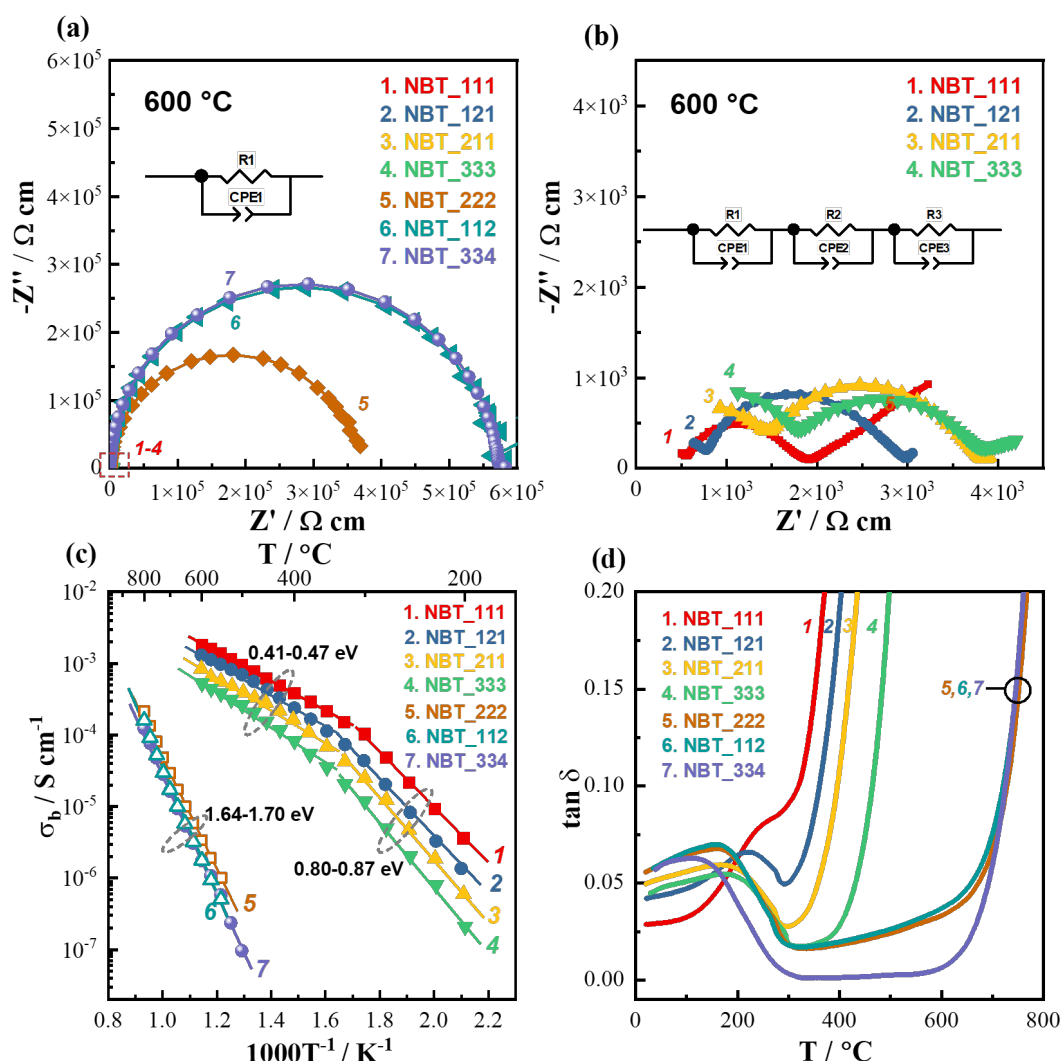 (a)
600 °C
R1
CPE1
1. NBT_111
2. NBT_121
3. NBT_211
4. NBT_333
5. NBT_222
6. NBT_112
7. NBT_334
7
6
5
1-4
6×10⁵
5×10⁵
4×10⁵
3×10⁵
2×10⁵
1×10⁵
0
-Z'' / Ω cm
0
1×10⁵
2×10⁵
3×10⁵
4×10⁵
5×10⁵
6×10⁵
Z' / Ω cm
(b)
600 °C
1. NBT_111
2. NBT_121
3. NBT_211
4. NBT_333
R1
R2
R3
CPE1
CPE2
CPE3
4
3
2
1
5
4×10³
3×10³
2×10³
1×10³
0
-Z'' / Ω cm
0
1×10³
2×10³
3×10³
4×10³
Z' / Ω cm
(c)
T / °C
800
600
400
200
1. NBT_111
2. NBT_121
3. NBT_211
4. NBT_333
5. NBT_222
6. NBT_112
7. NBT_334
0.41-0.47 eV
1.64-1.70 eV
0.80-0.87 eV
1
2
3
4
5
6
7
10⁻²
10⁻³
10⁻⁴
10⁻⁵
10⁻⁶
10⁻⁷
σb / S cm⁻¹
0.8
1.0
1.2
1.4
1.6
1.8
2.0
2.2
1000T⁻¹ / K⁻¹
(d)
1. NBT_111
2. NBT_121
3. NBT_211
4. NBT_333
5. NBT_222
6. NBT_112
7. NBT_334
1
2
3
4
5,6,7
0.20
0.15
0.10
0.05
0.00
tan δ
0
200
400
600
800
T / °C